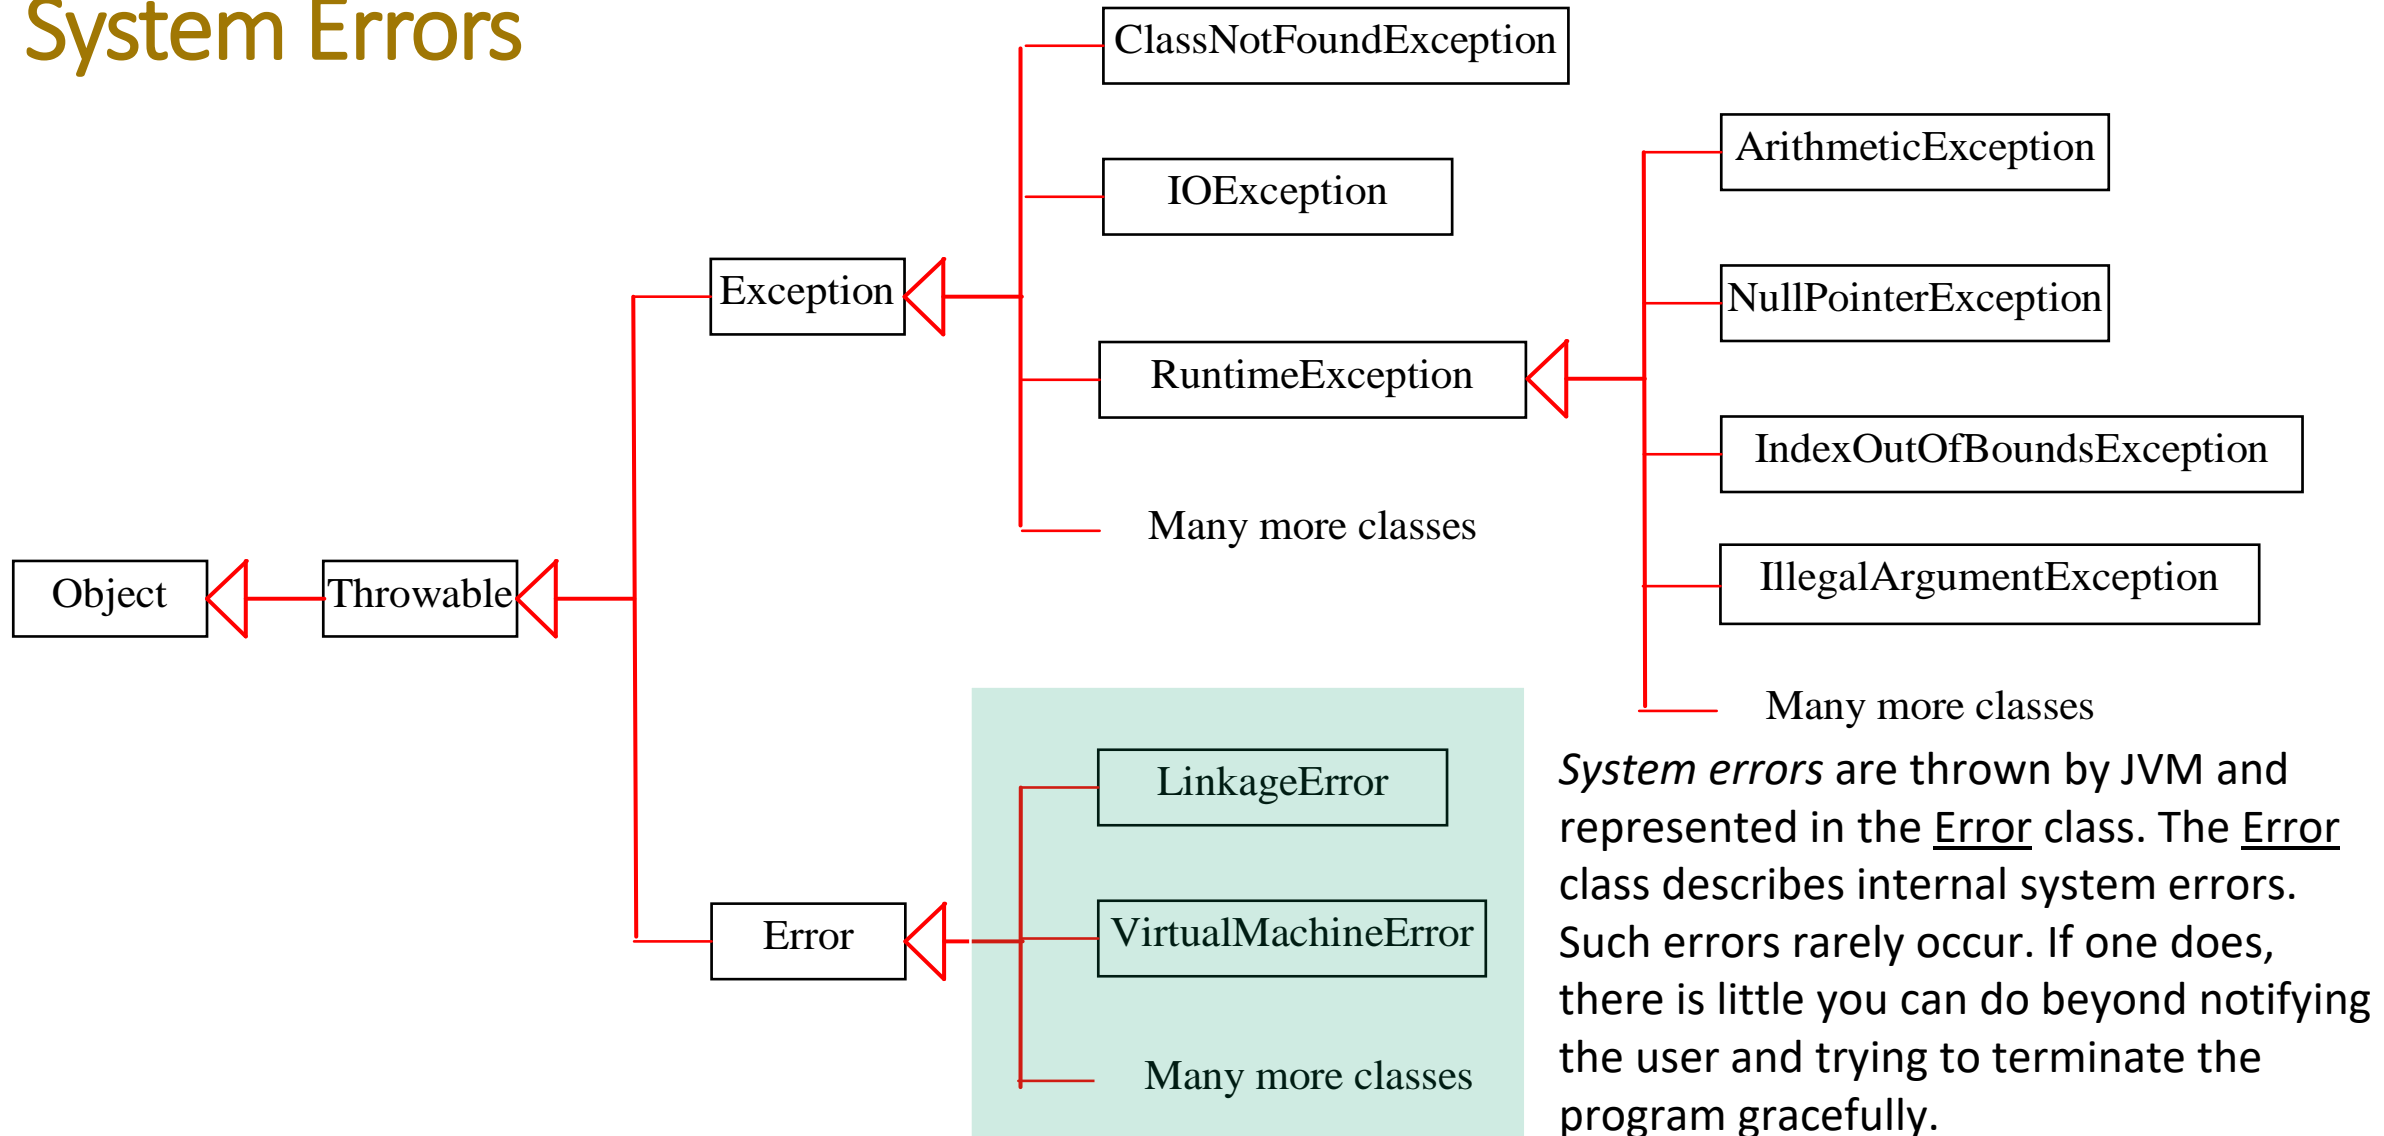 System Errors
ClassNotFoundException
ArithmeticException
IOException
Exception
NullPointerException
RuntimeException
IndexOutOfBoundsException
Many more classes
Object
Throwable
IllegalArgumentException
Many more classes
LinkageError
VirtualMachineError
Error
Many more classes
System errors are thrown by JVM and
represented in the Error class. The Error
class describes internal system errors.
Such errors rarely occur. If one does,
there is little you can do beyond notifying
the user and trying to terminate the
program gracefully.